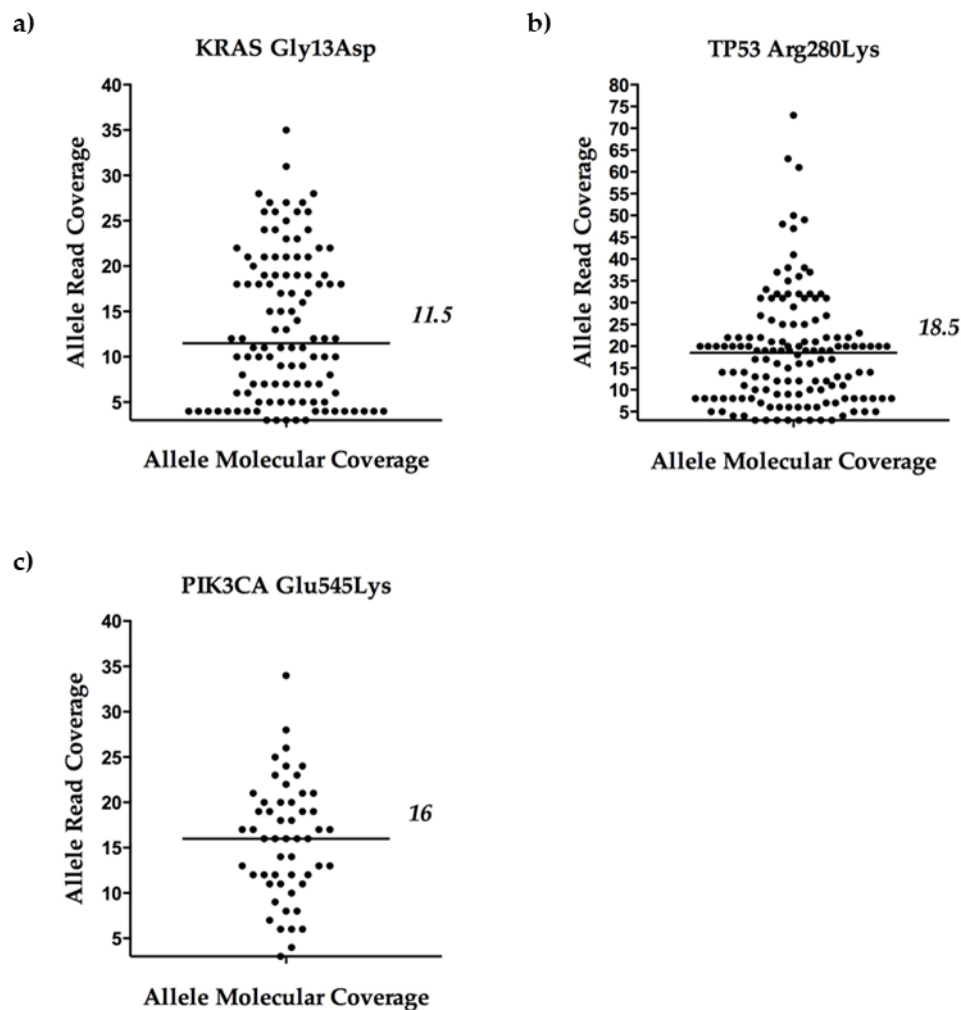 a)
KRAS Gly13Asp
40
35
30
25
20
15
10
5
Allele Read Coverage
11.5
Allele Molecular Coverage
b)
TP53 Arg280Lys
80
75
70
65
60
55
50
45
40
35
30
25
20
15
10
5
Allele Read Coverage
18.5
Allele Molecular Coverage
c)
PIK3CA Glu545Lys
40
35
30
25
20
15
10
5
Allele Read Coverage
16
Allele Molecular Coverage